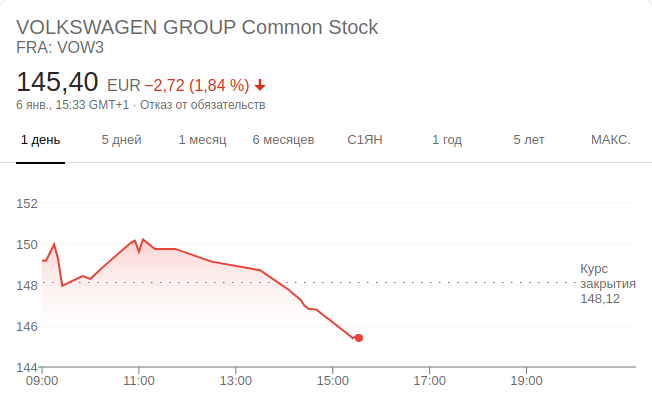 VOLKSWAGEN GROUP Common Stock
FRA: VOW3
145,40 EUR −2,72 (1,84 %)
6 янв., 15:33 GMT+1 · Отказ от обязательств
1 день 5 дней 1 месяц 6 месяцев С1ЯН 1 год 5 лет МАКС.
152
150
148
146
144
Курс
закрытия
148,12
09:00 11:00 13:00 15:00 17:00 19:00